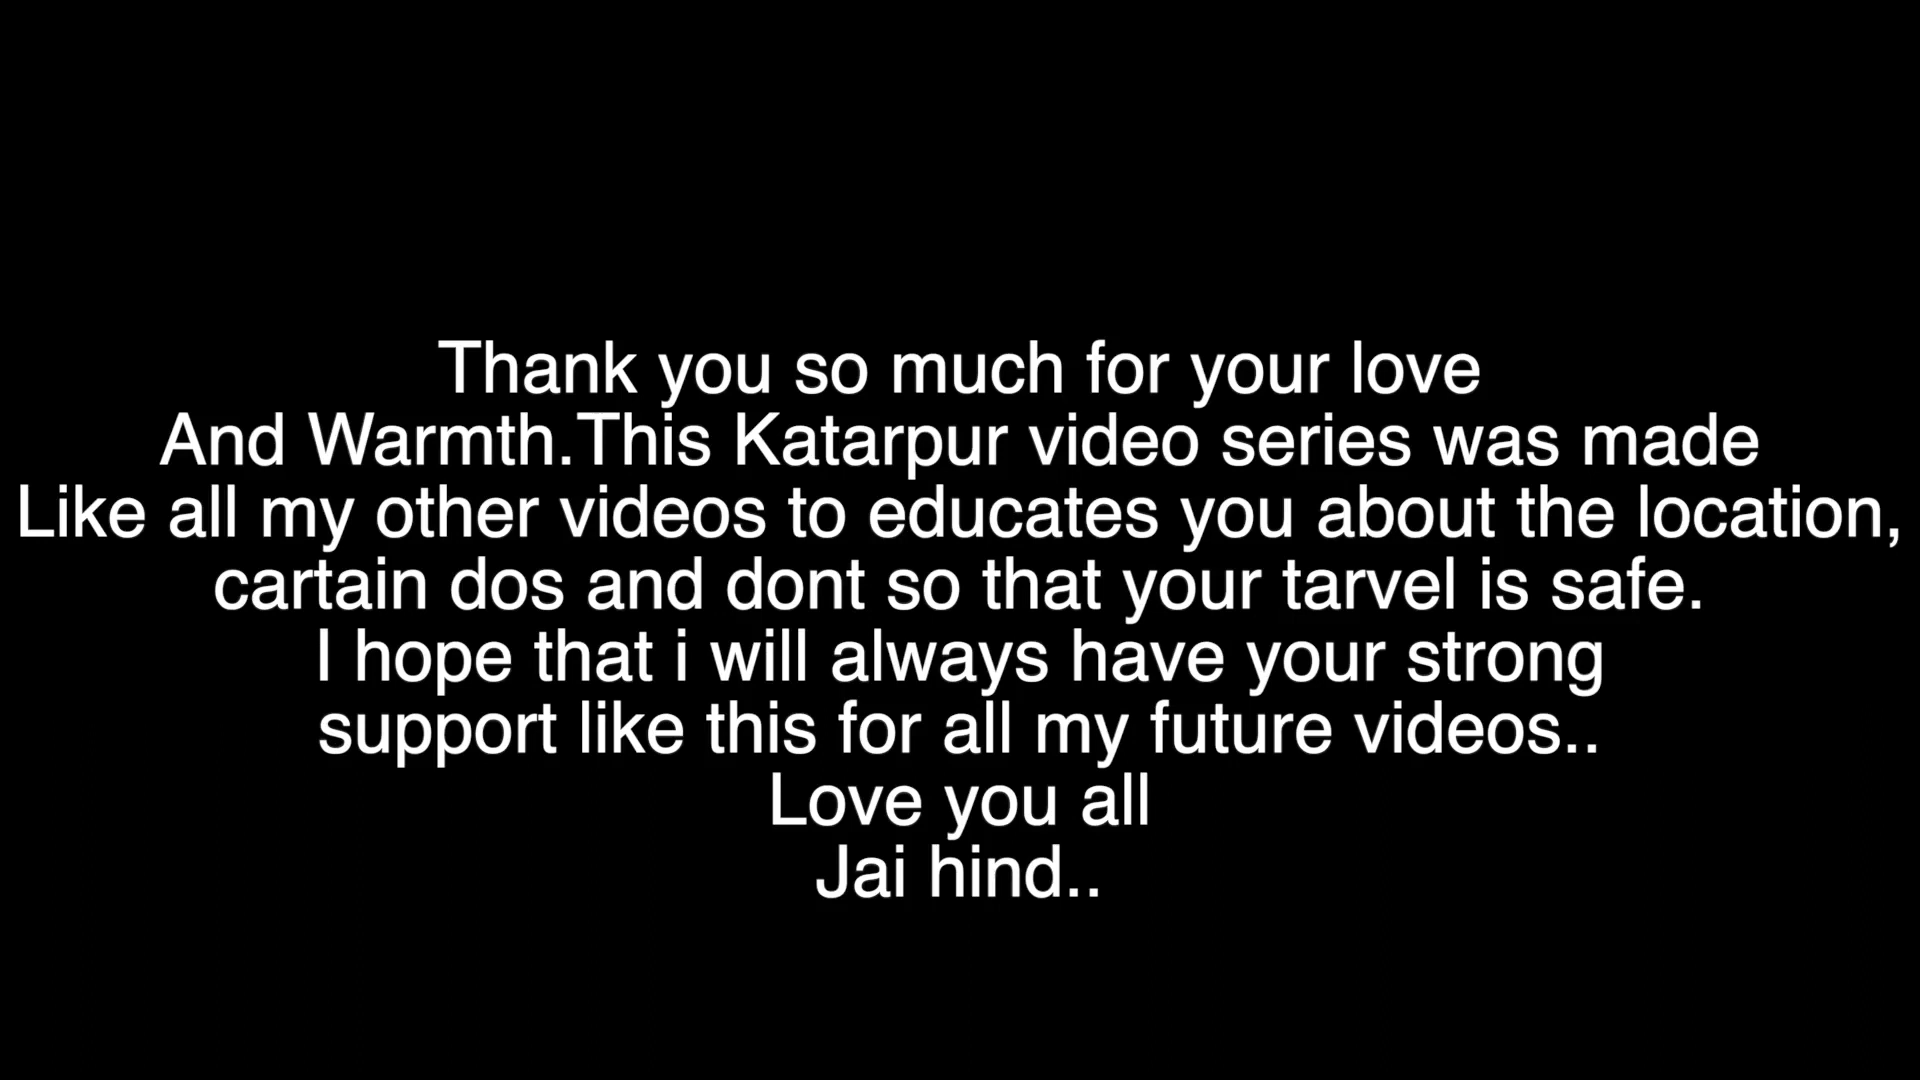 Thank you so much for your love
And Warmth.This Katarpur video series was made
Like all my other videos to educates you about the location,
cartain dos and dont so that your tarvel is safe.
I hope that i will always have your strong
support like this for all my future videos..
Love you all
Jai hind..